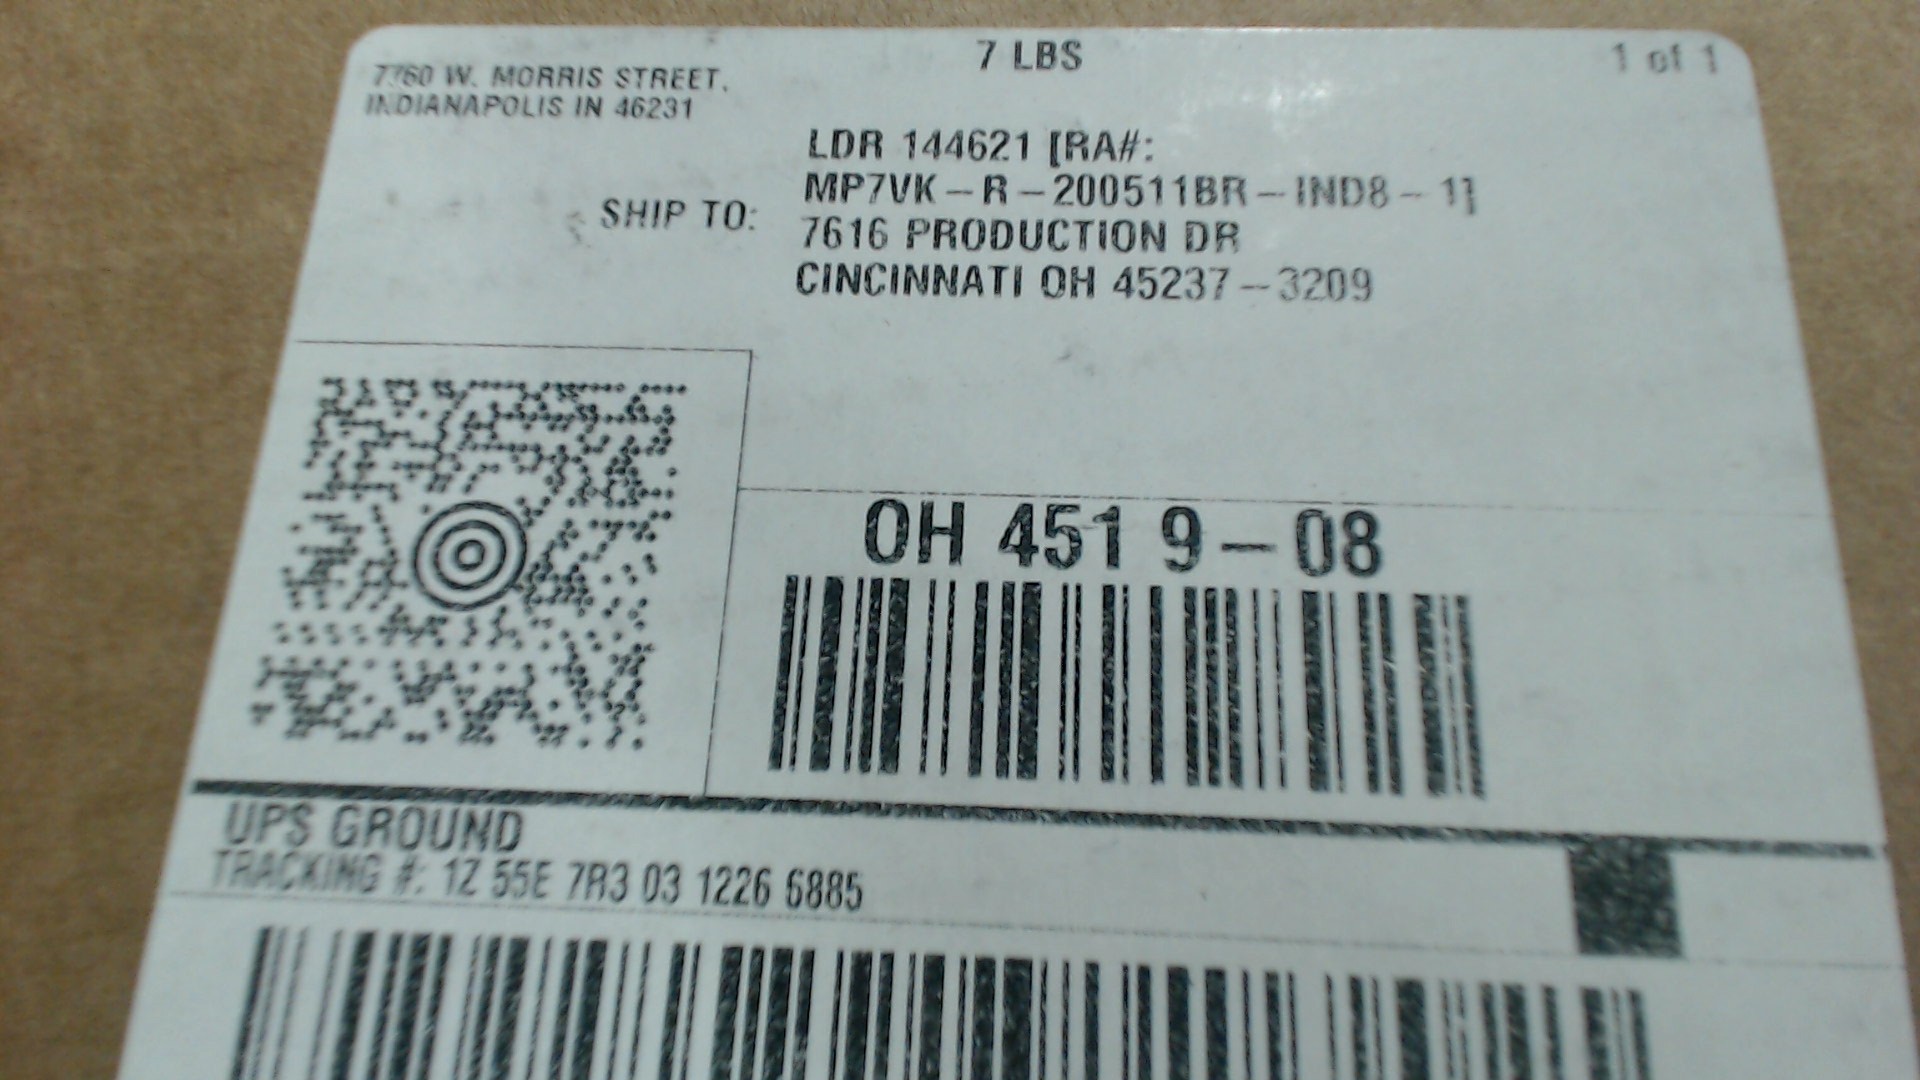 7 LBS
1 of 1
7760 W. MORRIS STREET.
INDIANAPOLIS IN 46231
LDR 144621 [RA#:
MP7VK-R-200511BR-IND8-1]
SHIP TO:
7616 PRODUCTION DR
CINCINNATI OH 45237-3209
OH 451 9-08
UPS GROUND
TRACKING #: 1Z 55E 7R3 03 1226 6885